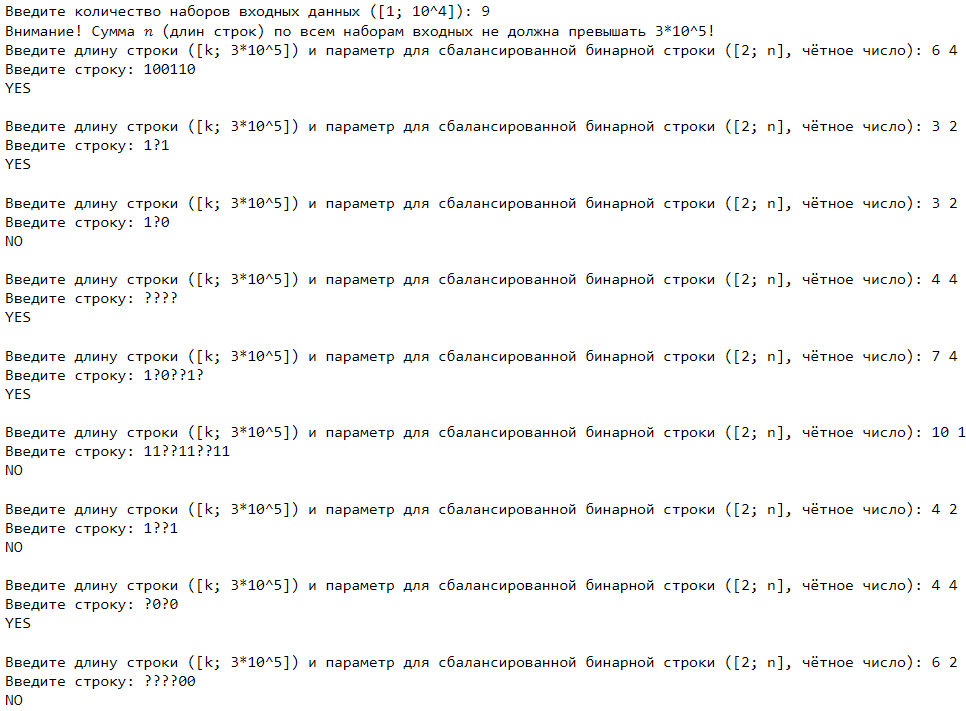 Введите количество наборов входных данных ([1; 10^4]): 9
Внимание! Сумма n (длин строк) по всем наборам входных не должна превышать 3*10^5!
Введите длину строки ([k; 3*10^5]) и параметр для сбалансированной бинарной строки ([2; n], чётное число): 6 4
Введите строку: 100110
YES
Введите длину строки ([k; 3*10^5]) и параметр для сбалансированной бинарной строки ([2; n], чётное число): 3 2
Введите строку: 1?1
YES
Введите длину строки ([k; 3*10^5]) и параметр для сбалансированной бинарной строки ([2; n], чётное число): 3 2
Введите строку: 1?0
NO
Введите длину строки ([k; 3*10^5]) и параметр для сбалансированной бинарной строки ([2; n], чётное число): 4 4
Введите строку: ????
YES
Введите длину строки ([k; 3*10^5]) и параметр для сбалансированной бинарной строки ([2; n], чётное число): 7 4
Введите строку: 1?0??1?
YES
Введите длину строки ([k; 3*10^5]) и параметр для сбалансированной бинарной строки ([2; n], чётное число): 10 1
Введите строку: 11??11??11
NO
Введите длину строки ([k; 3*10^5]) и параметр для сбалансированной бинарной строки ([2; n], чётное число): 4 2
Введите строку: 1??1
NO
Введите длину строки ([k; 3*10^5]) и параметр для сбалансированной бинарной строки ([2; n], чётное число): 4 4
Введите строку: ?0?0
YES
Введите длину строки ([k; 3*10^5]) и параметр для сбалансированной бинарной строки ([2; n], чётное число): 6 2
Введите строку: ????00
NO